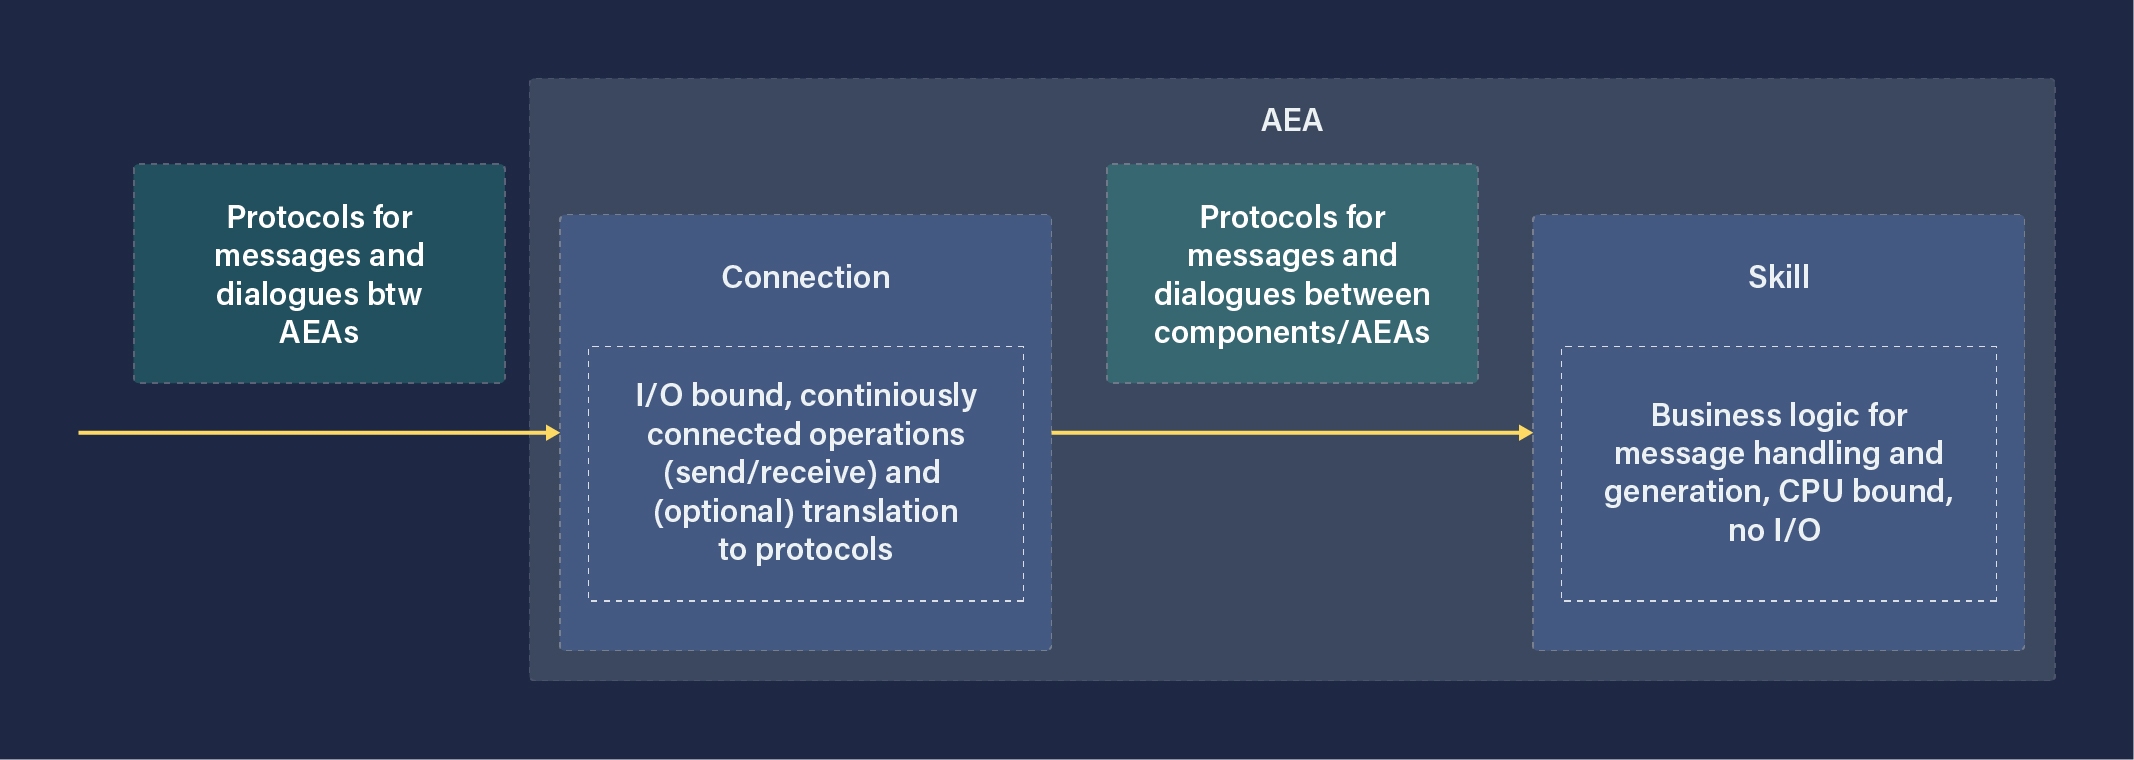 AEA
Protocols for
messages and
dialogues btw
AEAs
Connection
I/O bound, continiously
connected operations
(send/receive) and
(optional) translation
to protocols
Protocols for
messages and
dialogues between
components/AEAs
Skill
Business logic for
message handling and
generation, CPU bound,
no I/O